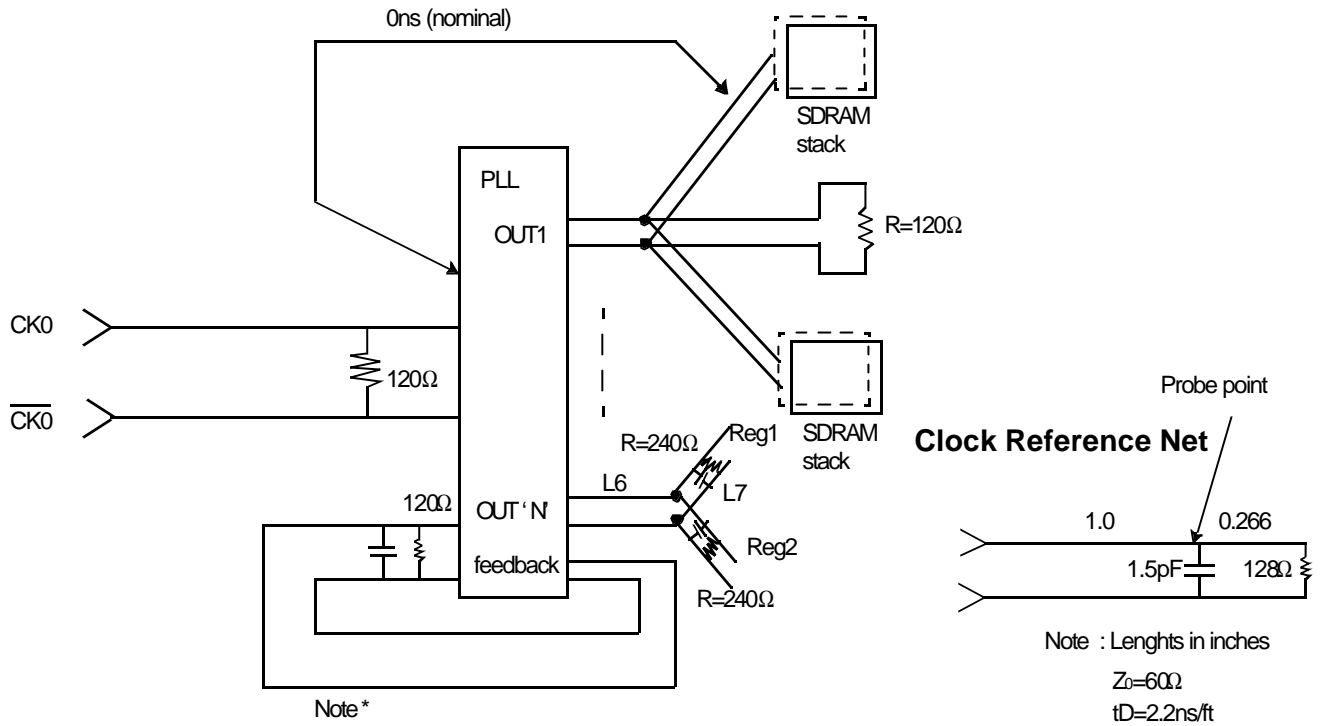 0ns (nominal)
SDRAM
stack
PLL
OUT1
R=120Ω
CK0
120Ω
CK0
SDRAM
stack
Probe point
Clock Reference Net
R=240Ω
Reg1
L6
L7
120Ω
OUT ' N'
Reg2
feedback
R=240Ω
1.0
0.266
1.5pF
128Ω
Note : Lenghts in inches
Z0=60Ω
tD=2.2ns/ft
Note *